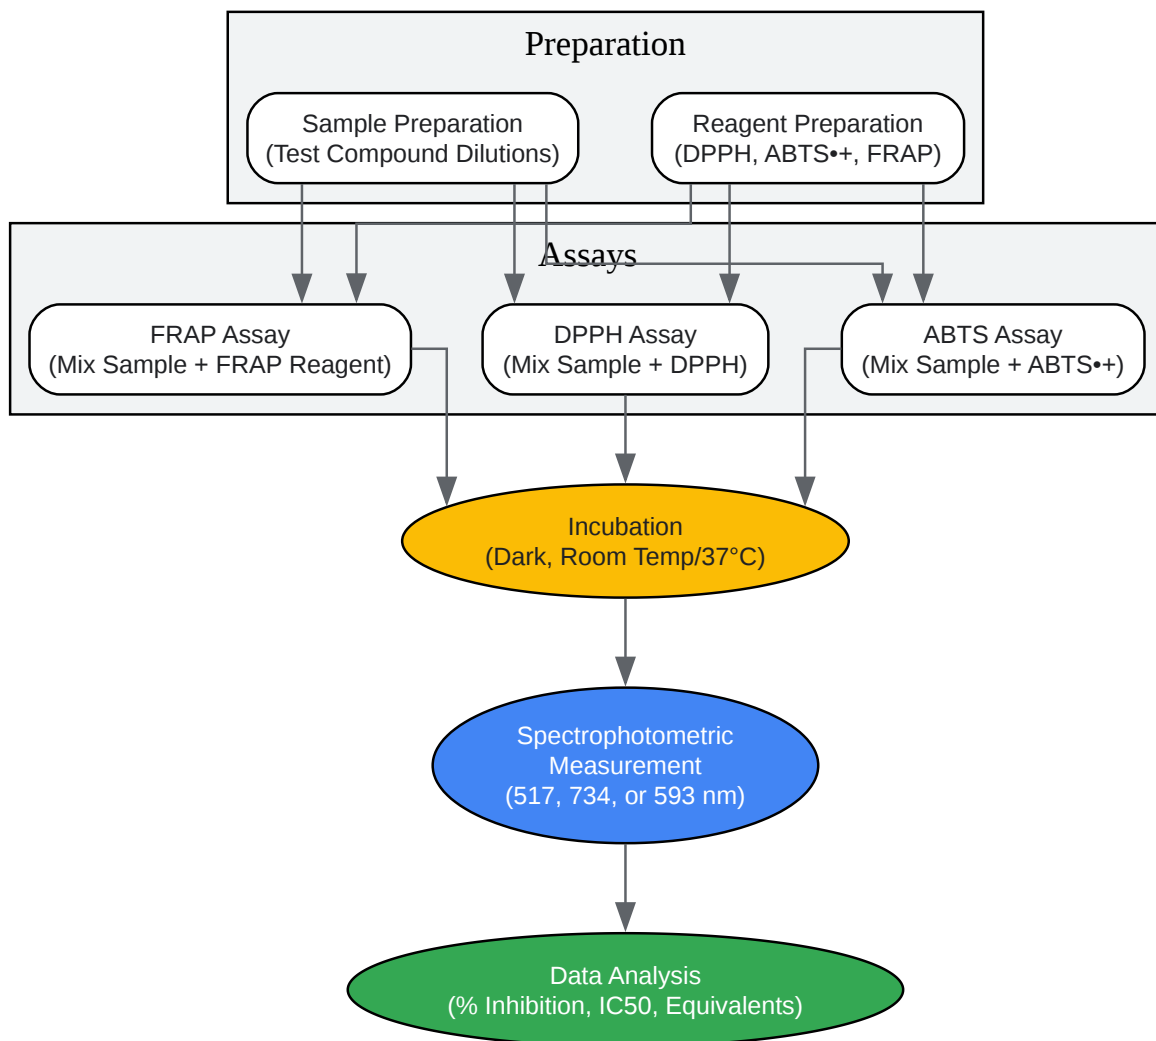 Preparation
Sample Preparation
(Test Compound Dilutions)
Reagent Preparation
(DPPH, ABTS•+, FRAP)
Assays
FRAP Assay
(Mix Sample + FRAP Reagent)
DPPH Assay
(Mix Sample + DPPH)
ABTS Assay
(Mix Sample + ABTS•+)
Incubation
(Dark, Room Temp/37°C)
Spectrophotometric
Measurement
(517, 734, or 593 nm)
Data Analysis
(% Inhibition, IC50, Equivalents)